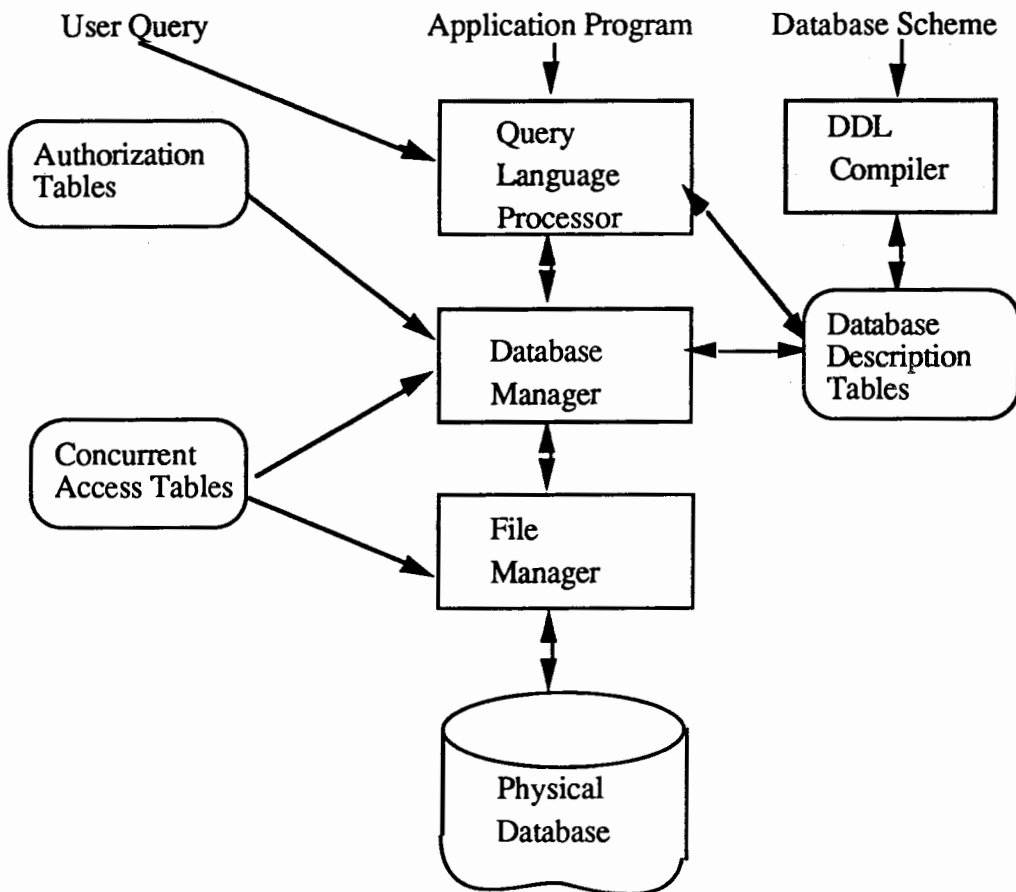 User Query
Application Program
Database Scheme
Query
Language
Processor
DDL
Compiler
Authorization
Tables
Database
Manager
Database
Description
Tables
Concurrent
Access Tables
File
Manager
Physical
Database